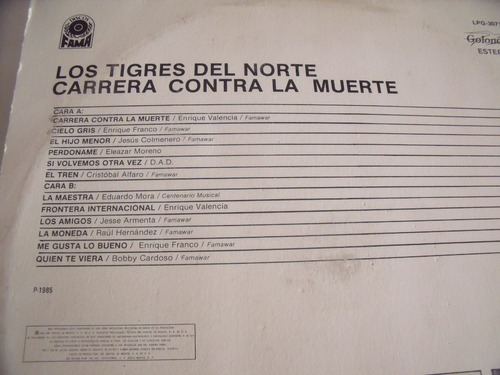 DISCOS
FAMA
LPG-307
Golond
ESTE
LOS TIGRES DEL NORTE
CARRERA CONTRA LA MUERTE
CARA A:
CARRERA CONTRA LA MUERTE / Enrique Valencia / Famawar
CIELO GRIS / Enrique Franco / Famawar
EL HIJO MENOR / Jesús Colmenero / Famawar
PERDONAME / Eleazar Moreno
SI VOLVEMOS OTRA VEZ / D.A.D.
EL TREN / Cristóbal Alfaro / Famawar
CARA B:
LA MAESTRA / Eduardo Mora / Centenario Musical
FRONTERA INTERNACIONAL / Enrique Valencia
LOS AMIGOS / Jesse Armenta / Famawar
LA MONEDA / Raúl Hernández / Famawar
ME GUSTA LO BUENO / Enrique Franco / Famawar
QUIEN TE VIERA / Bobby Cardoso / Famawar
P-1985